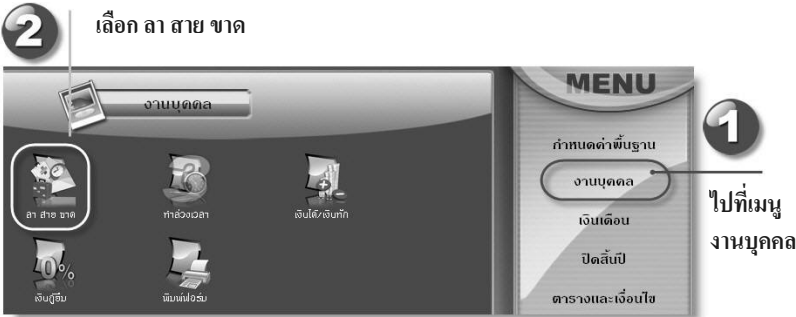 2
เลือก ลา สาย ขาด
MENU
งานบุคคล
1
กำหนดค่าพื้นฐาน
งานบุคคล
ไปที่เมนู
งานบุคคล
ลา สาย ขาด
ทำล่วงเวลา
เงินได้/เงินหัก
เงินเดือน
ปิดสิ้นปี
0%
เงินกู้ยืม
พิมพ์ฟอร์ม
ตารางและเงื่อนไข